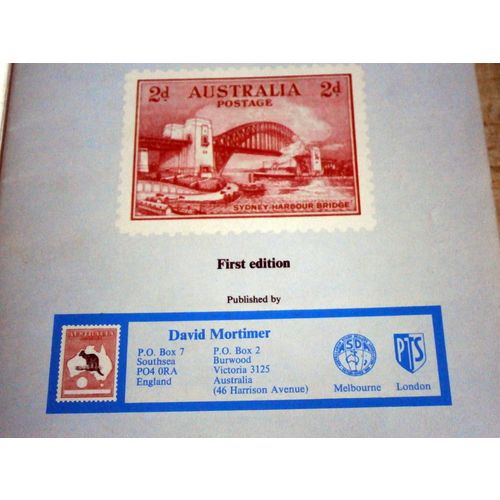 2d AUSTRALIA 2d
POSTAGE
SYDNEY HARBOUR BRIDGE
First edition
Published by
AUSTRALIA
David Mortimer
P.O. Box 7
Southsea
PO4 0RA
England
P.O. Box 2
Burwood
Victoria 3125
Australia
(46 Harrison Avenue)
Melbourne
PTS
London